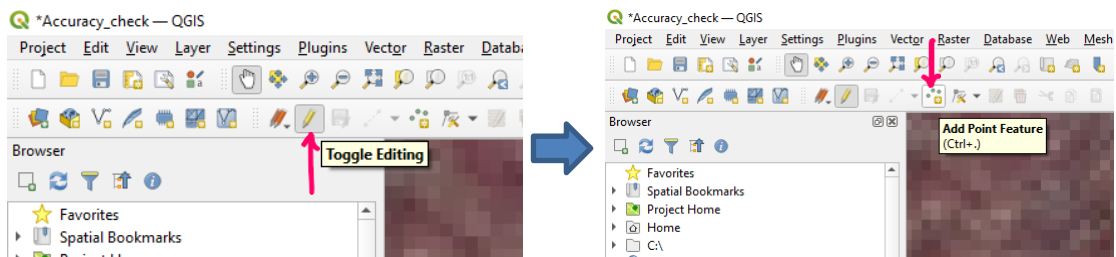 *Accuracy_check — QGIS
Project Edit View Layer Settings Plugins Vector Raster Databa
Toggle Editing
Browser
Favorites
Spatial Bookmarks
*Accuracy_check — QGIS
Project Edit View Layer Settings Plugins Vector Raster Database Web Mesh
Browser
Add Point Feature
(Ctrl+.)
Favorites
Spatial Bookmarks
Project Home
Home
C:\